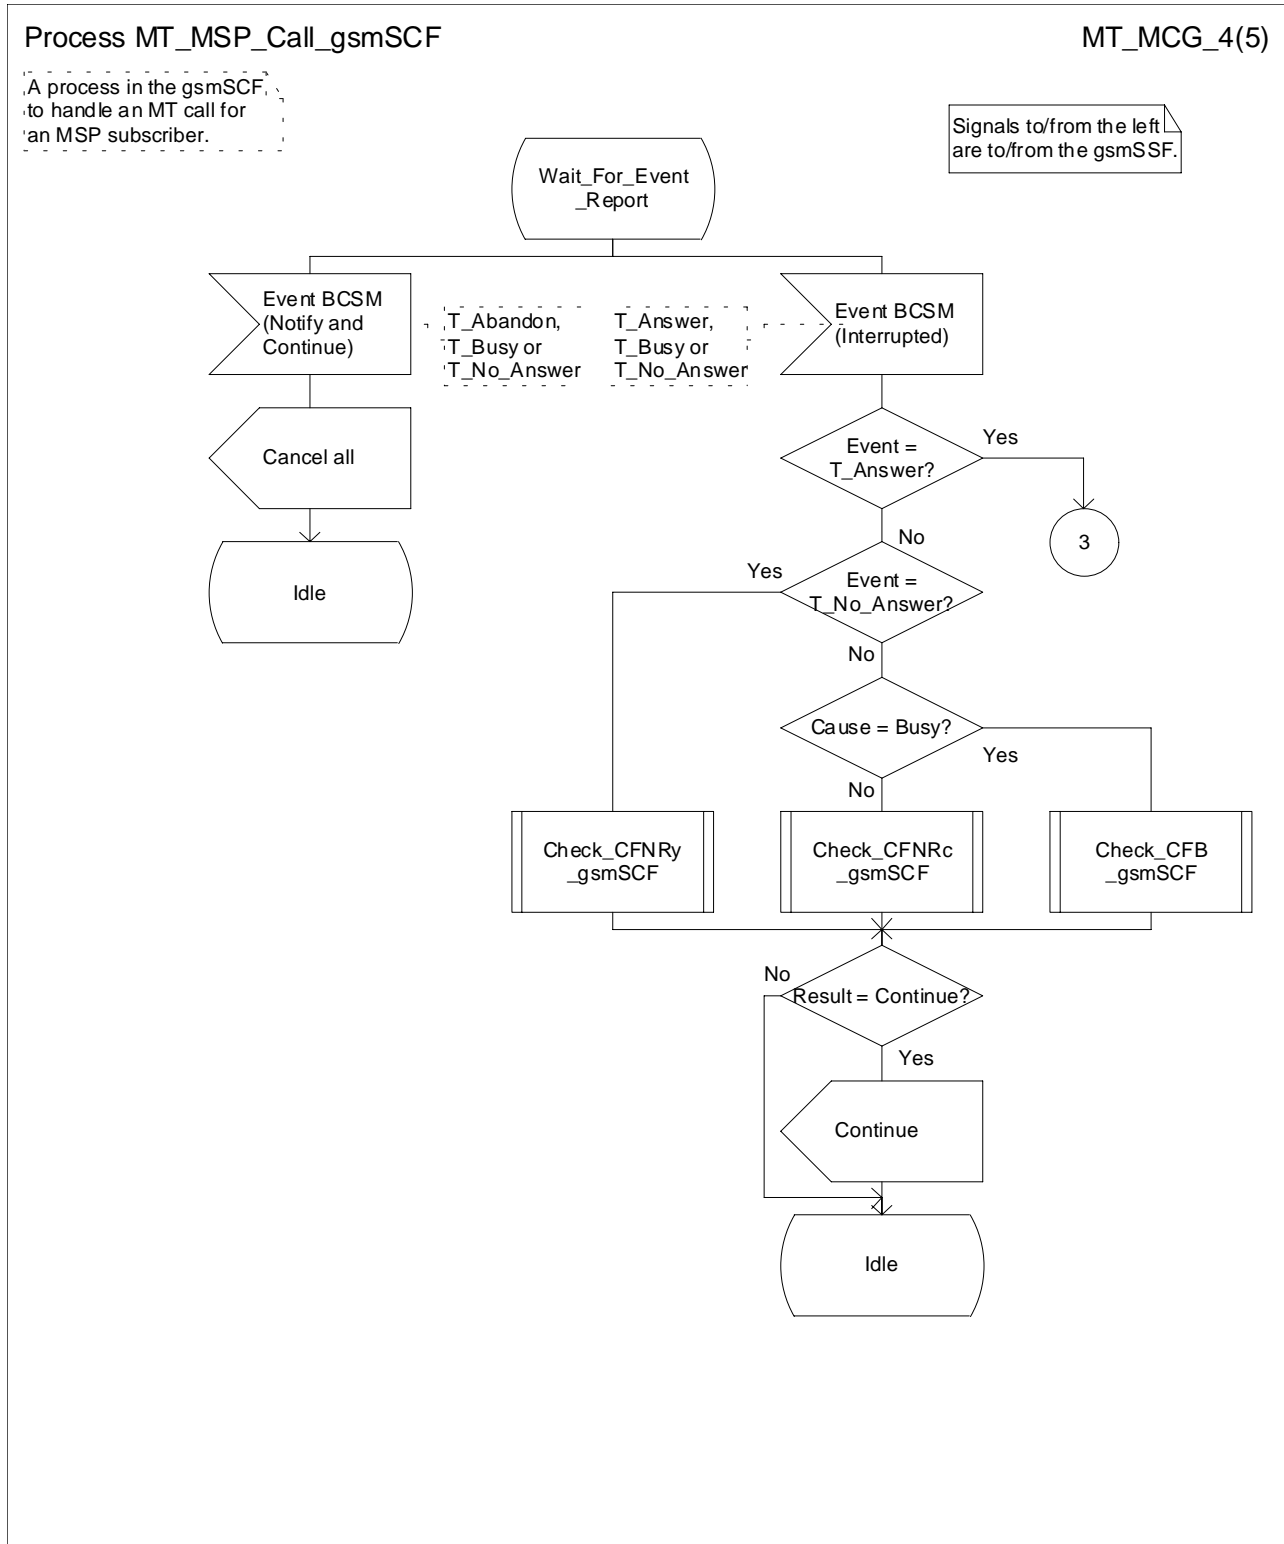 Process MT_MSP_Call_gsmSCF
MT_MCG_4(5)
A process in the gsmSCF
to handle an MT call for
an MSP subscriber.
Signals to/from the left
are to/from the gsmSSF.
Wait_For_Event
_Report
Event BCSM
(Notify and
Continue)
T_Abandon,
T_Busy or
T_No_Answer
T_Answer,
T_Busy or
T_No_Answer
Event BCSM
(Interrupted)
Cancel all
Idle
Event =
T_Answer?
Yes
3
No
Event =
T_No_Answer?
Yes
No
Cause = Busy?
Yes
No
Check_CFNRy
_gsmSCF
Check_CFNRc
_gsmSCF
Check_CFB
_gsmSCF
No
Result = Continue?
Yes
Continue
Idle